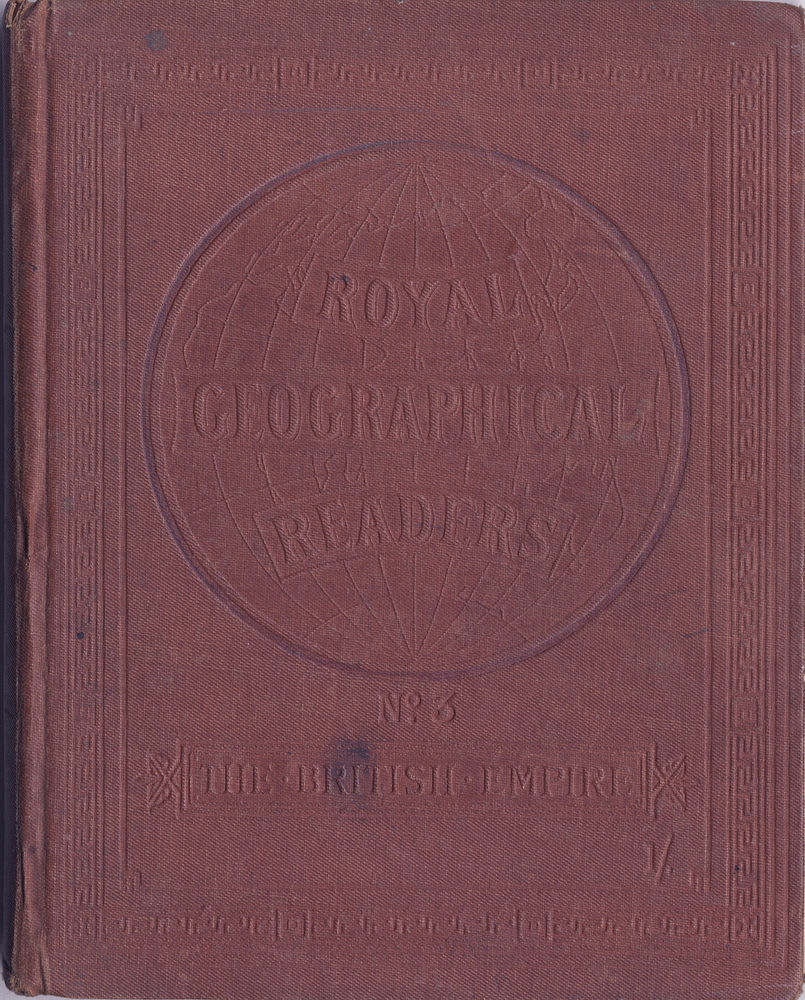 ROYAL
GEOGRAPHICAL
READERS
Nº 3
THE · BRITISH · EMPIRE
1/-